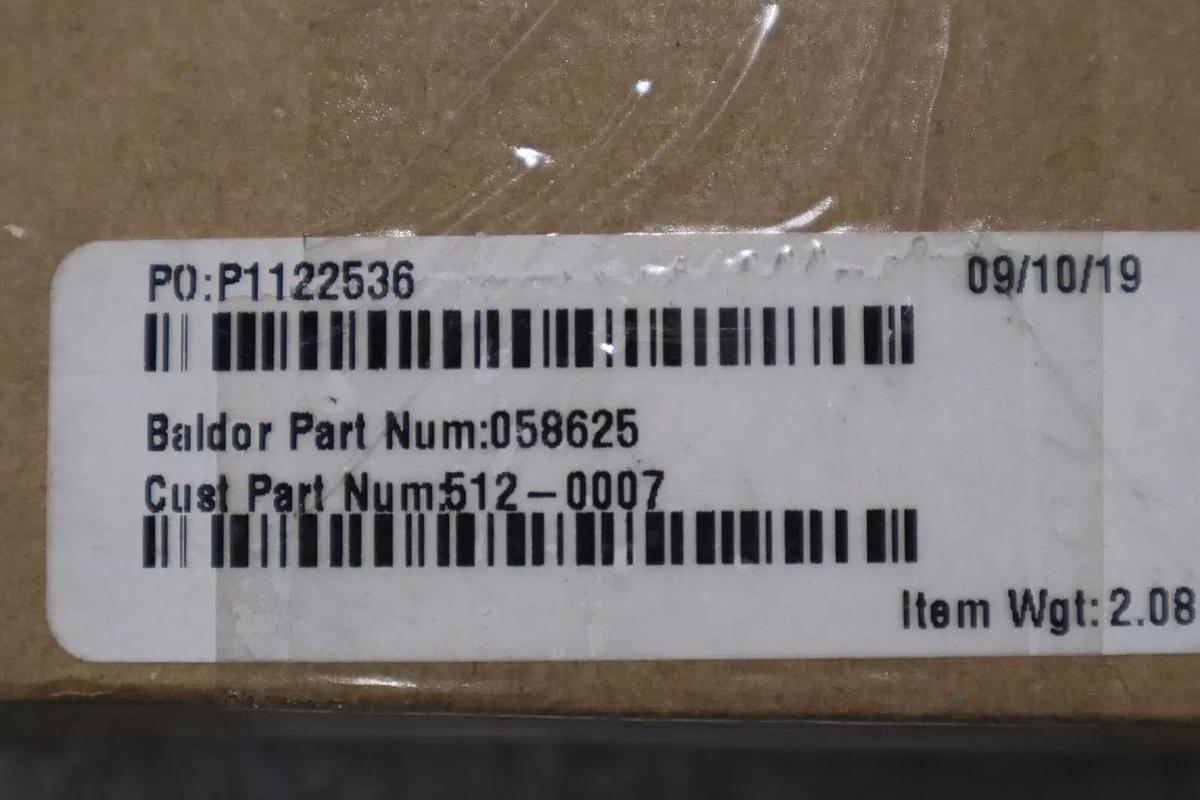 PO:P1122536
09/10/19
Baldor Part Num:058625
Cust Part Num:512-0007
Item Wgt: 2.08